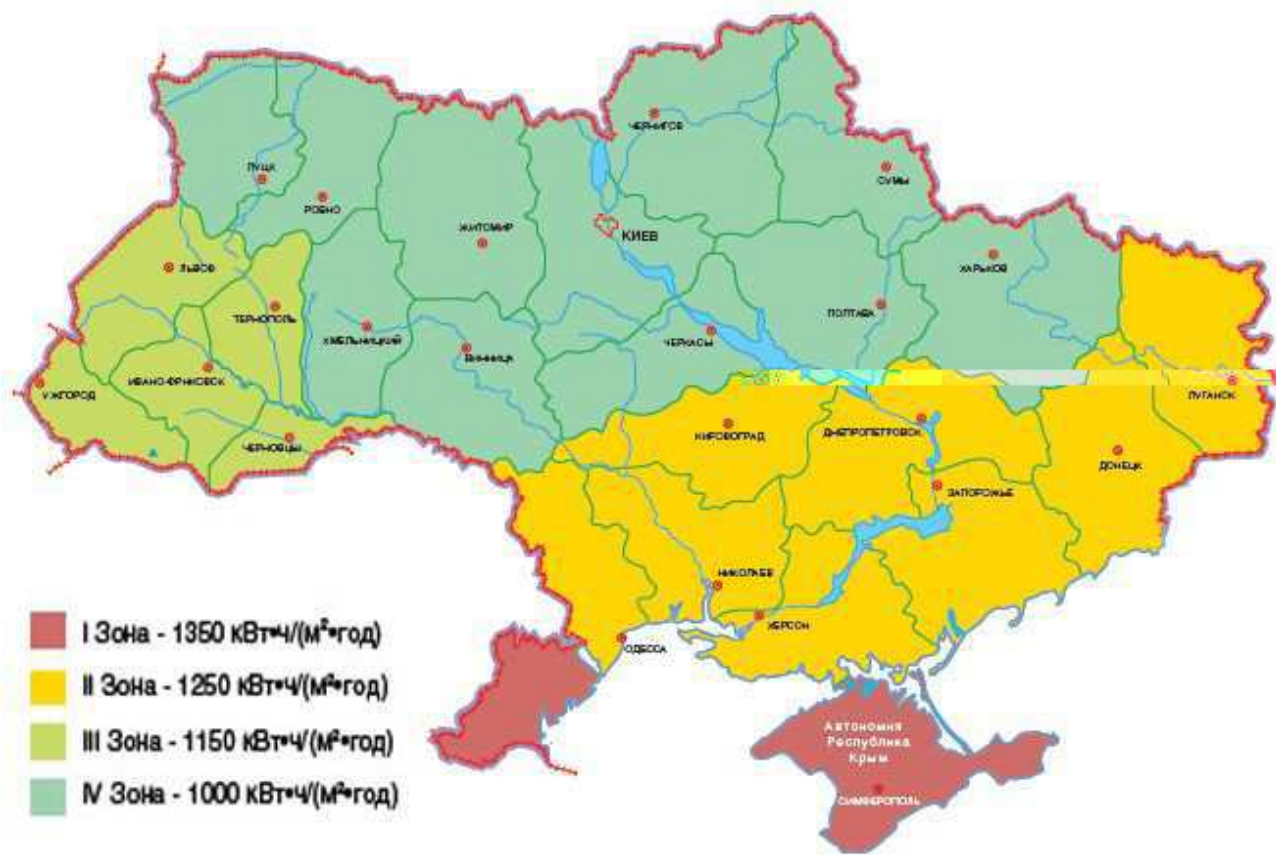 ЧЕРНИГОВ
ЛУЦК
СУМЫ
РОВНО
ЖИТОМИР
КИЕВ
ЛЬВОВ
ХАРЬКОВ
ТЕРНОПОЛЬ
ПОЛТАВА
ХМЕЛЬНИЦКИЙ
ВИННИЦА
ЧЕРКАСЫ
УЖГОРОД
ИВАНО-ФРНКОВСК
ЛУГАНСК
ЧЕРНОВЦЫ
КИРОВОГРАД
ДНЕПРОПЕТРОВСК
ДОНЕЦК
ЗАПОРОЖЬЕ
НИКОЛАЕВ
ХЕРСОН
ОДЕССА
I Зона - 1350 кВт•ч/(м²•год)
II Зона - 1250 кВт•ч/(м²•год)
III Зона - 1150 кВт•ч/(м²•год)
IV Зона - 1000 кВт•ч/(м²•год)
Автономия
Республика
Крым
СИМФЕРОПОЛЬ